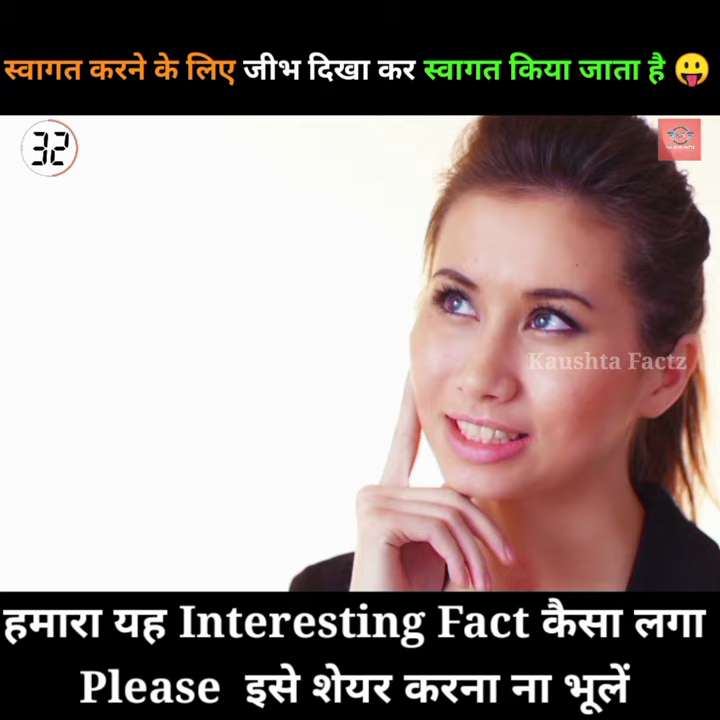 स्वागत करने के लिए जीभ दिखा कर स्वागत किया जाता है 😛
32
Kaushta Factz
हमारा यह Interesting Fact कैसा लगा
Please इसे शेयर करना ना भूलें